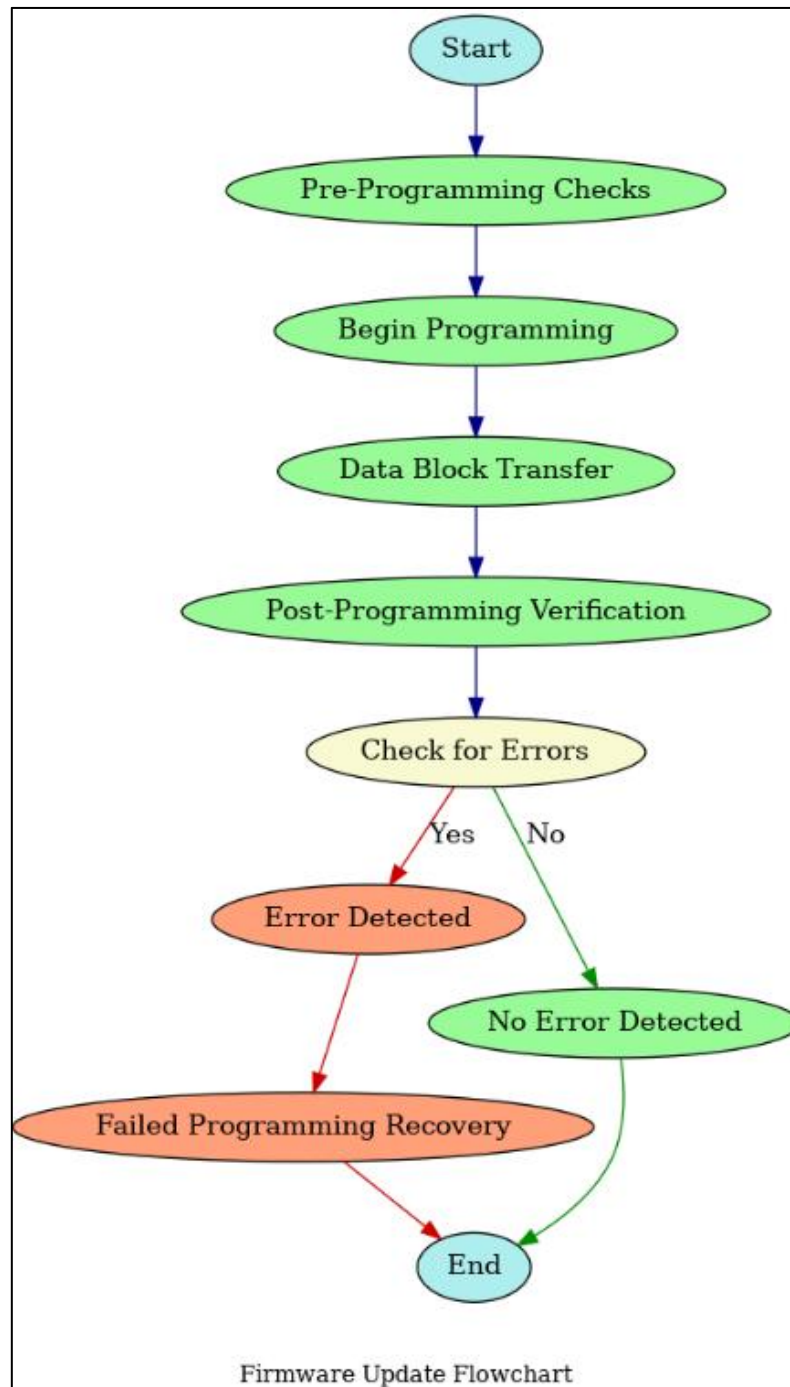 Start
Pre-Programming Checks
Begin Programming
Data Block Transfer
Post-Programming Verification
Check for Errors
Yes
No
Error Detected
No Error Detected
Failed Programming Recovery
End
Firmware Update Flowchart